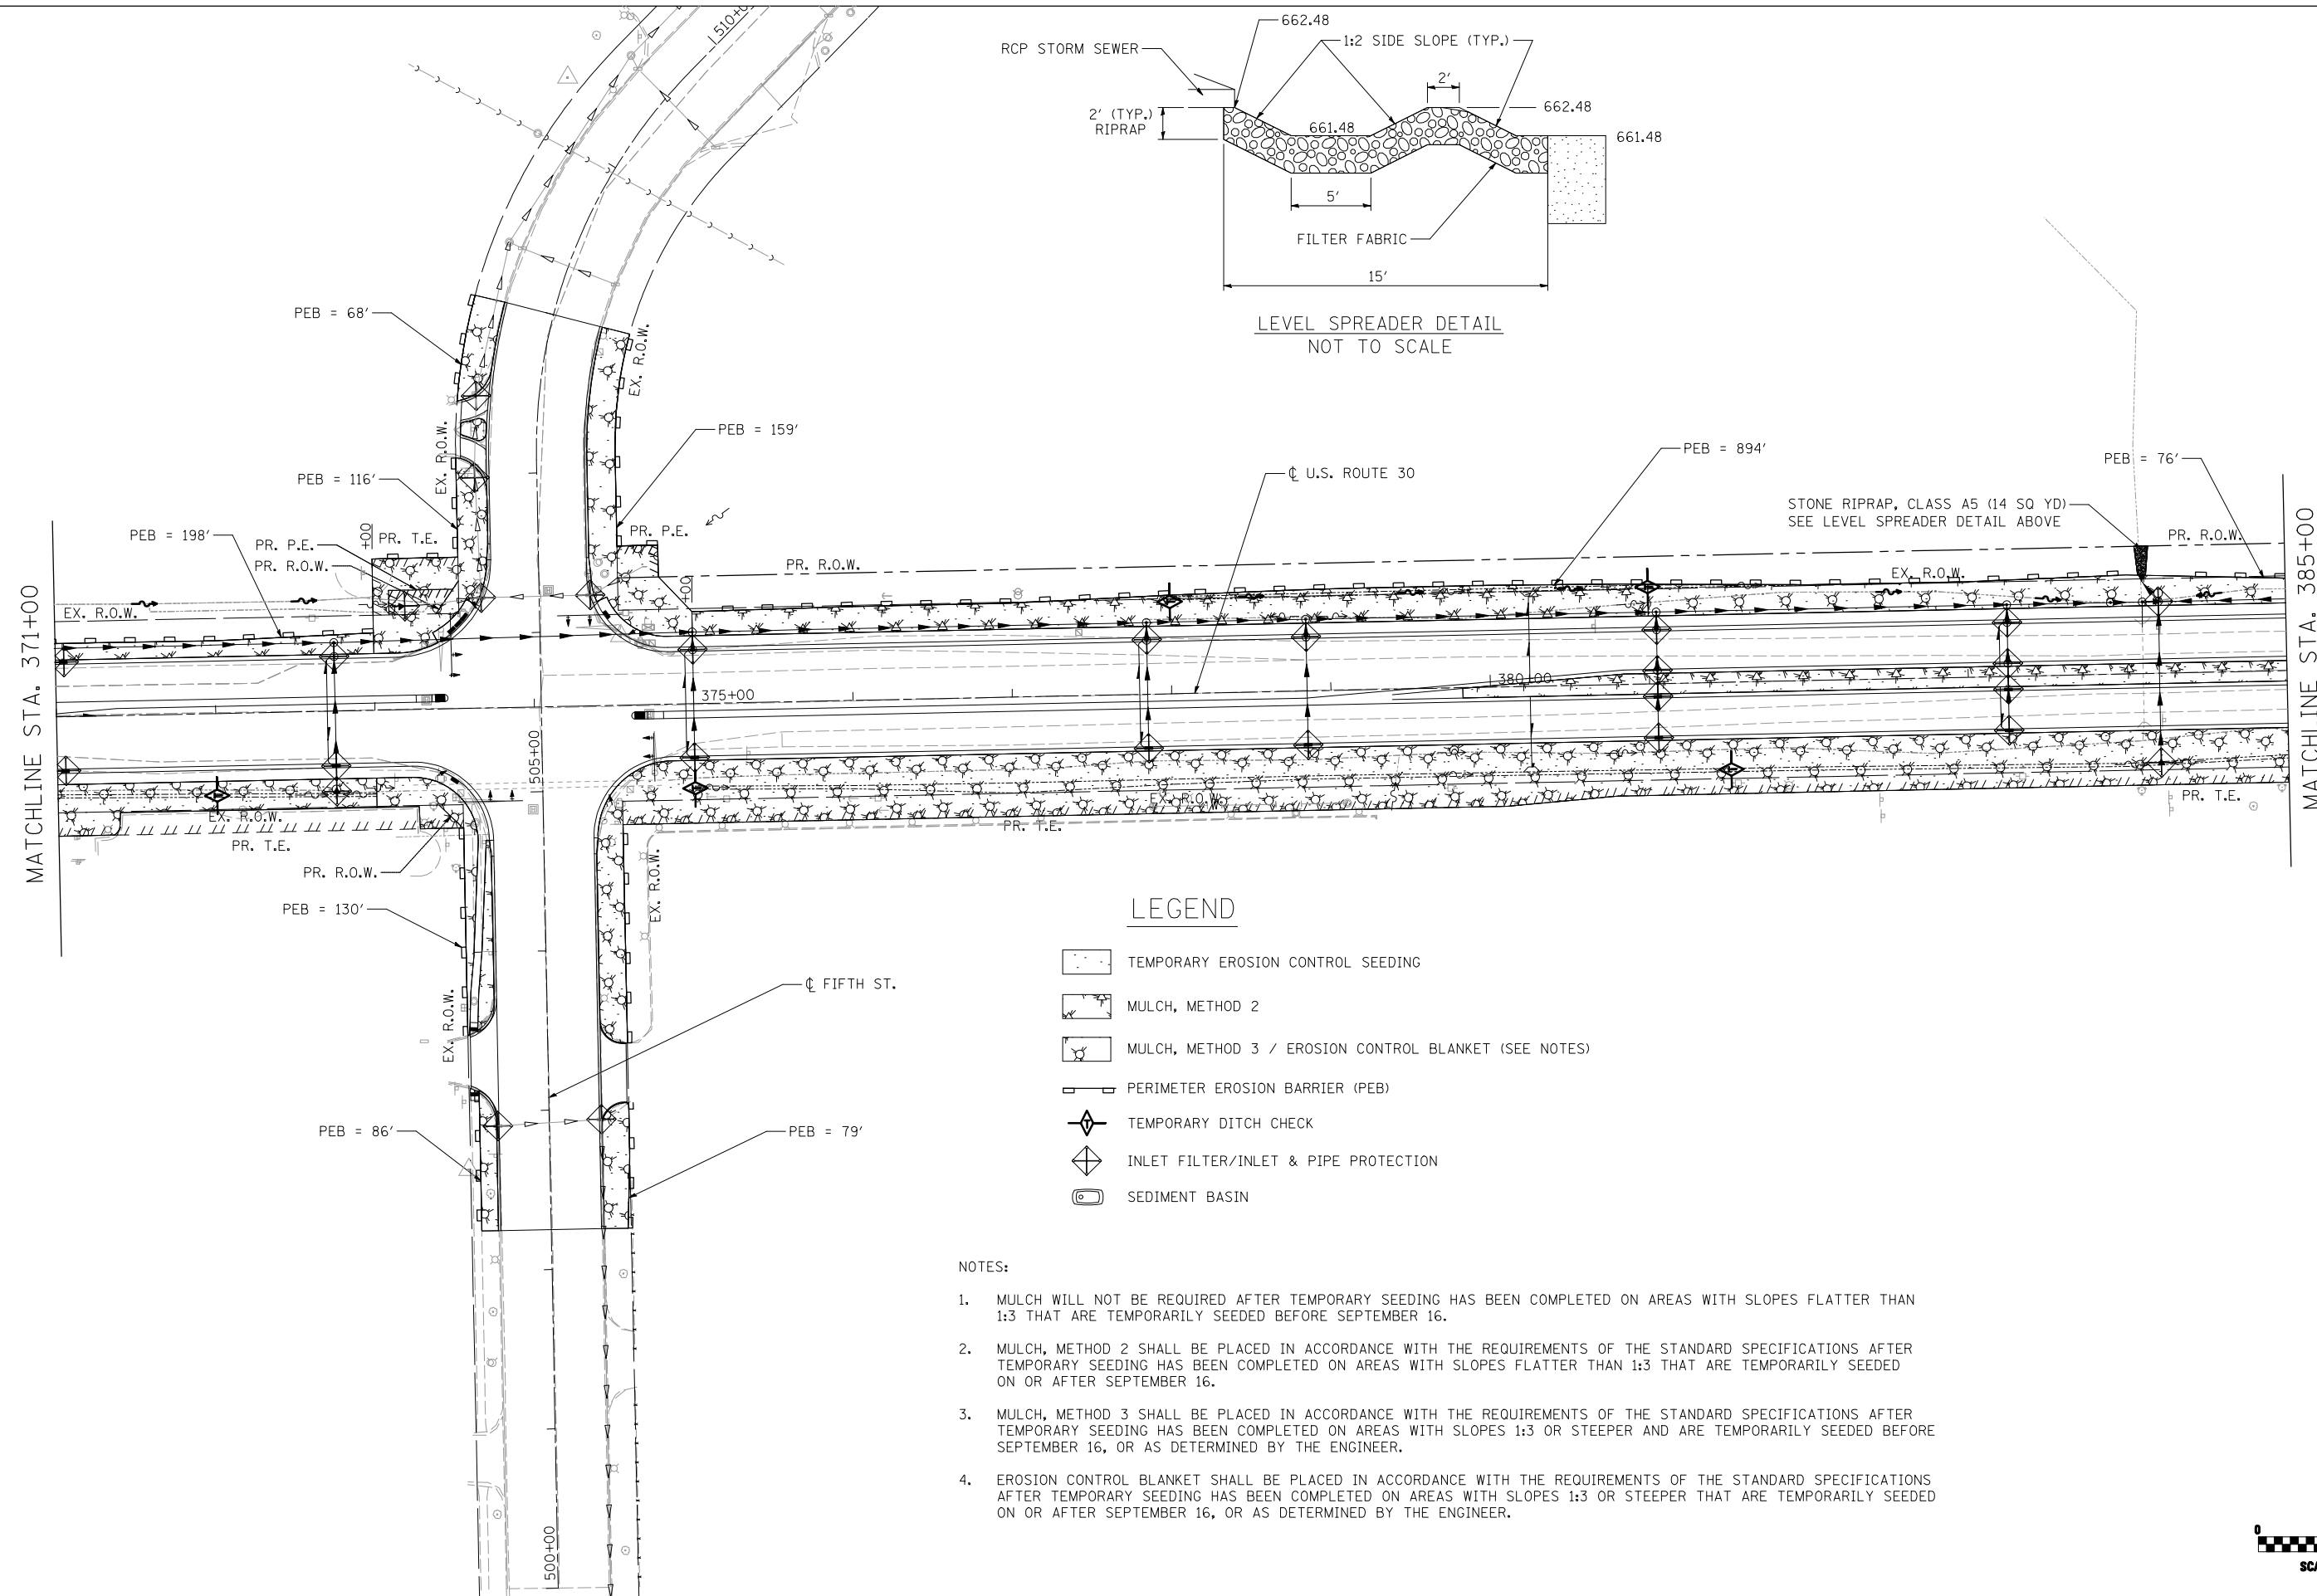 510+0
662.48
RCP STORM SEWER
1:2 SIDE SLOPE (TYP.)
2'
2' (TYP.)
RIPRAP
661.48
662.48
661.48
5'
FILTER FABRIC
15'
LEVEL SPREADER DETAIL
NOT TO SCALE
PEB = 68'
EX. R.O.W.
PEB = 159'
PEB = 894'
PEB = 76'
EX. R.O.W.
PEB = 116'
℄ U.S. ROUTE 30
STONE RIPRAP, CLASS A5 (14 SQ YD)
SEE LEVEL SPREADER DETAIL ABOVE
PEB = 198'
+00
PR. T.E.
PR. P.E.
PR. P.E.
PR. R.O.W.
PR. R.O.W.
PR. R.O.W.
EX. R.O.W.
EX. R.O.W.
+00
MATCHLINE STA. 371+00
MATCHLINE STA. 385+00
375+00
380+00
505+00
EX. R.O.W.
EX. R.O.W.
PR. T.E.
PR. T.E.
PR. T.E.
PR. R.O.W.
EX. R.O.W.
PEB = 130'
LEGEND
TEMPORARY EROSION CONTROL SEEDING
℄ FIFTH ST.
MULCH, METHOD 2
EX. R.O.W.
MULCH, METHOD 3 / EROSION CONTROL BLANKET (SEE NOTES)
PERIMETER EROSION BARRIER (PEB)
T
TEMPORARY DITCH CHECK
PEB = 86'
PEB = 79'
INLET FILTER/INLET & PIPE PROTECTION
SEDIMENT BASIN
NOTES:
1. MULCH WILL NOT BE REQUIRED AFTER TEMPORARY SEEDING HAS BEEN COMPLETED ON AREAS WITH SLOPES FLATTER THAN
1:3 THAT ARE TEMPORARILY SEEDED BEFORE SEPTEMBER 16.
2. MULCH, METHOD 2 SHALL BE PLACED IN ACCORDANCE WITH THE REQUIREMENTS OF THE STANDARD SPECIFICATIONS AFTER
TEMPORARY SEEDING HAS BEEN COMPLETED ON AREAS WITH SLOPES FLATTER THAN 1:3 THAT ARE TEMPORARILY SEEDED
ON OR AFTER SEPTEMBER 16.
3. MULCH, METHOD 3 SHALL BE PLACED IN ACCORDANCE WITH THE REQUIREMENTS OF THE STANDARD SPECIFICATIONS AFTER
TEMPORARY SEEDING HAS BEEN COMPLETED ON AREAS WITH SLOPES 1:3 OR STEEPER AND ARE TEMPORARILY SEEDED BEFORE
SEPTEMBER 16, OR AS DETERMINED BY THE ENGINEER.
4. EROSION CONTROL BLANKET SHALL BE PLACED IN ACCORDANCE WITH THE REQUIREMENTS OF THE STANDARD SPECIFICATIONS
AFTER TEMPORARY SEEDING HAS BEEN COMPLETED ON AREAS WITH SLOPES 1:3 OR STEEPER THAT ARE TEMPORARILY SEEDED
ON OR AFTER SEPTEMBER 16, OR AS DETERMINED BY THE ENGINEER.
500+00
0